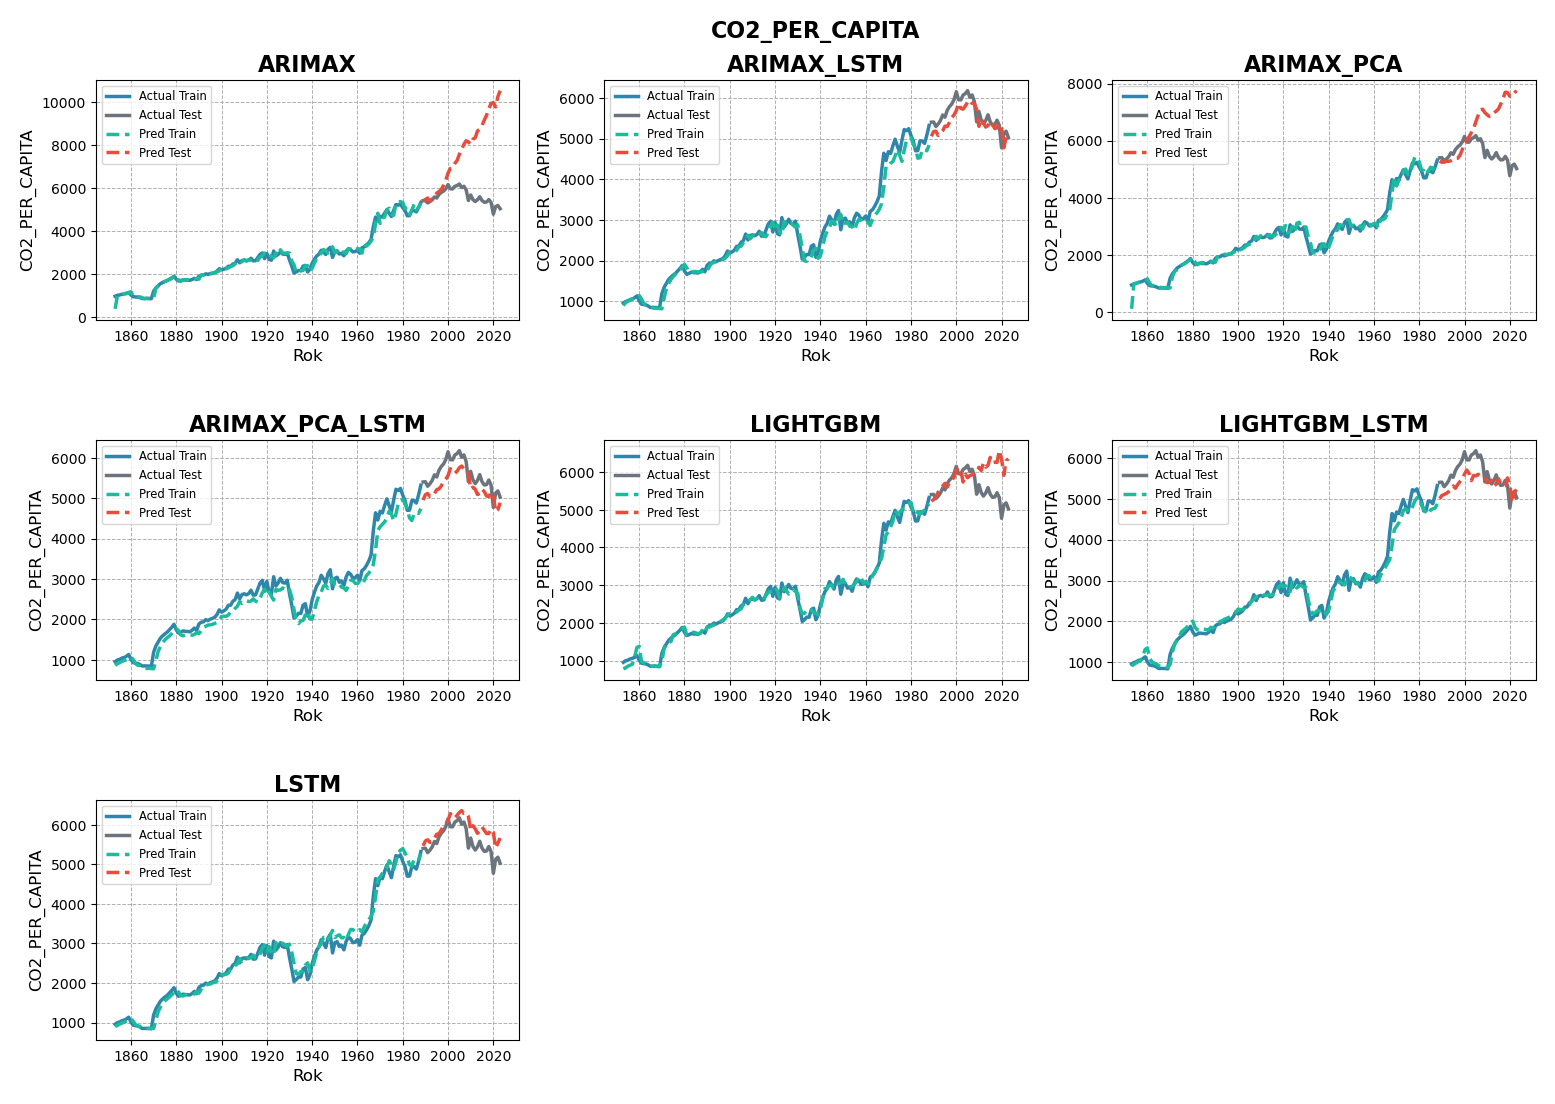 CO2_PER_CAPITA
ARIMAX
CO2_PER_CAPITA
10000
8000
6000
4000
2000
0
Actual Train
Actual Test
Pred Train
Pred Test
1860 1880 1900 1920 1940 1960 1980 2000 2020
Rok
ARIMAX_LSTM
CO2_PER_CAPITA
6000
5000
4000
3000
2000
1000
Actual Train
Actual Test
Pred Train
Pred Test
1860 1880 1900 1920 1940 1960 1980 2000 2020
Rok
ARIMAX_PCA
CO2_PER_CAPITA
8000
6000
4000
2000
0
Actual Train
Actual Test
Pred Train
Pred Test
1860 1880 1900 1920 1940 1960 1980 2000 2020
Rok
ARIMAX_PCA_LSTM
CO2_PER_CAPITA
6000
5000
4000
3000
2000
1000
Actual Train
Actual Test
Pred Train
Pred Test
1860 1880 1900 1920 1940 1960 1980 2000 2020
Rok
LIGHTGBM
CO2_PER_CAPITA
6000
5000
4000
3000
2000
1000
Actual Train
Actual Test
Pred Train
Pred Test
1860 1880 1900 1920 1940 1960 1980 2000 2020
Rok
LIGHTGBM_LSTM
CO2_PER_CAPITA
6000
5000
4000
3000
2000
1000
Actual Train
Actual Test
Pred Train
Pred Test
1860 1880 1900 1920 1940 1960 1980 2000 2020
Rok
LSTM
CO2_PER_CAPITA
6000
5000
4000
3000
2000
1000
Actual Train
Actual Test
Pred Train
Pred Test
1860 1880 1900 1920 1940 1960 1980 2000 2020
Rok